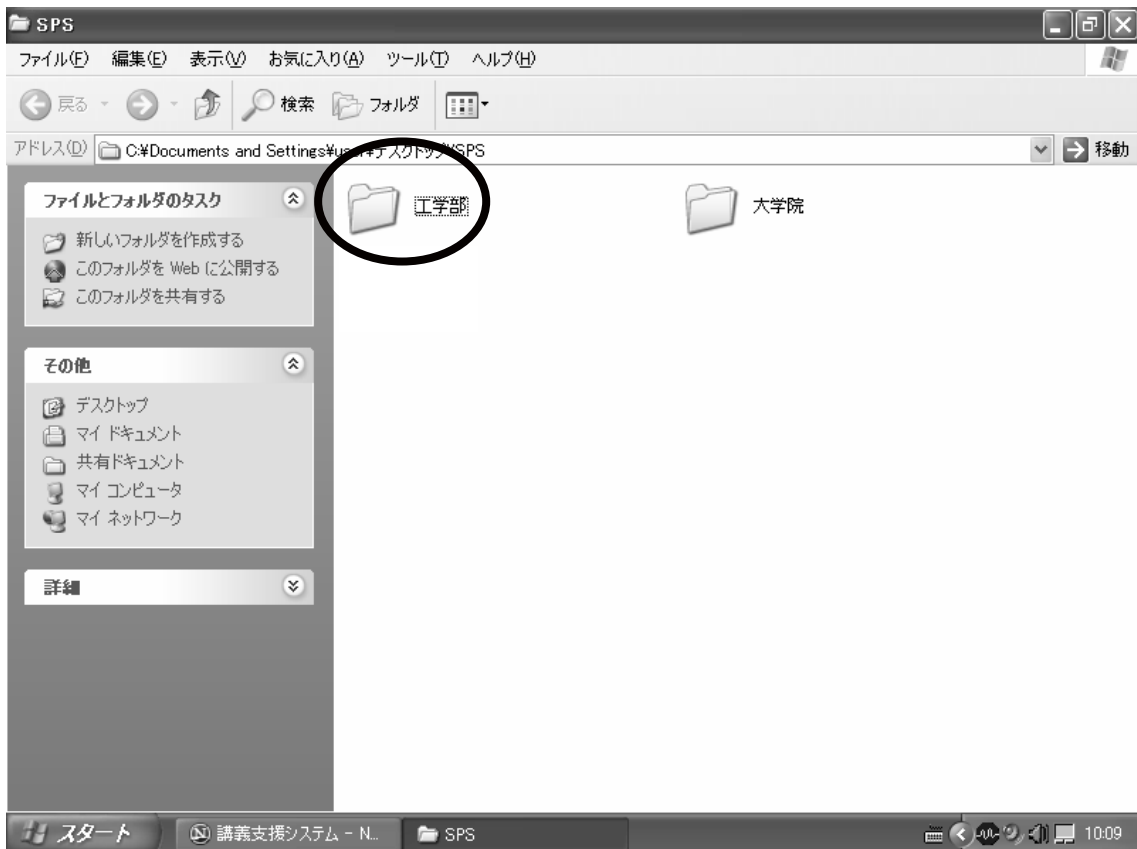 SPS
ファイル(F) 編集(E) 表示(V) お気に入り(A) ツール(T) ヘルプ(H)
戻る 検索 フォルダ
アドレス(D) C:¥Documents and Settings¥user¥デスクトップ¥SPS 移動
ファイルとフォルダのタスク
新しいフォルダを作成する
このフォルダを Web に公開する
このフォルダを共有する
その他
デスクトップ
マイ ドキュメント
共有ドキュメント
マイ コンピュータ
マイ ネットワーク
詳細
工学部 大学院
スタート 講義支援システム - N... SPS 10:09